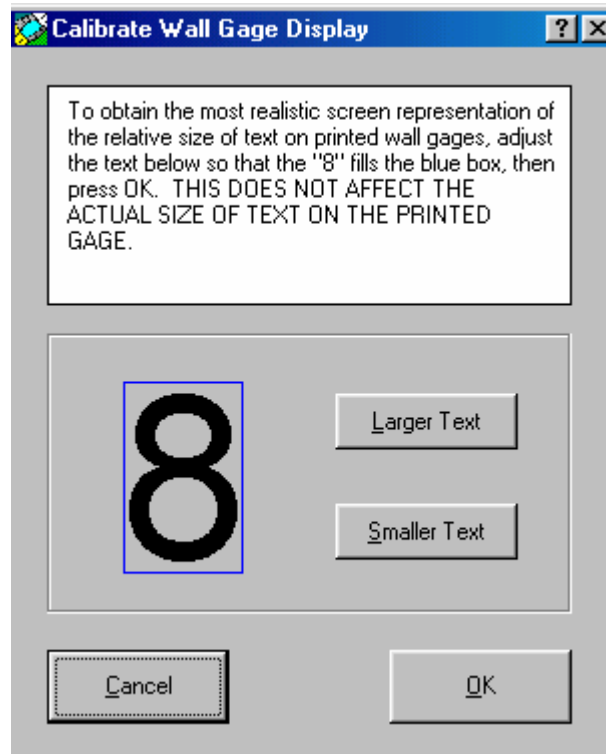 Calibrate Wall Gage Display
? X
To obtain the most realistic screen representation of
the relative size of text on printed wall gages, adjust
the text below so that the "8" fills the blue box, then
press OK.  THIS DOES NOT AFFECT THE
ACTUAL SIZE OF TEXT ON THE PRINTED
GAGE.
8
Larger Text
Smaller Text
Cancel
OK